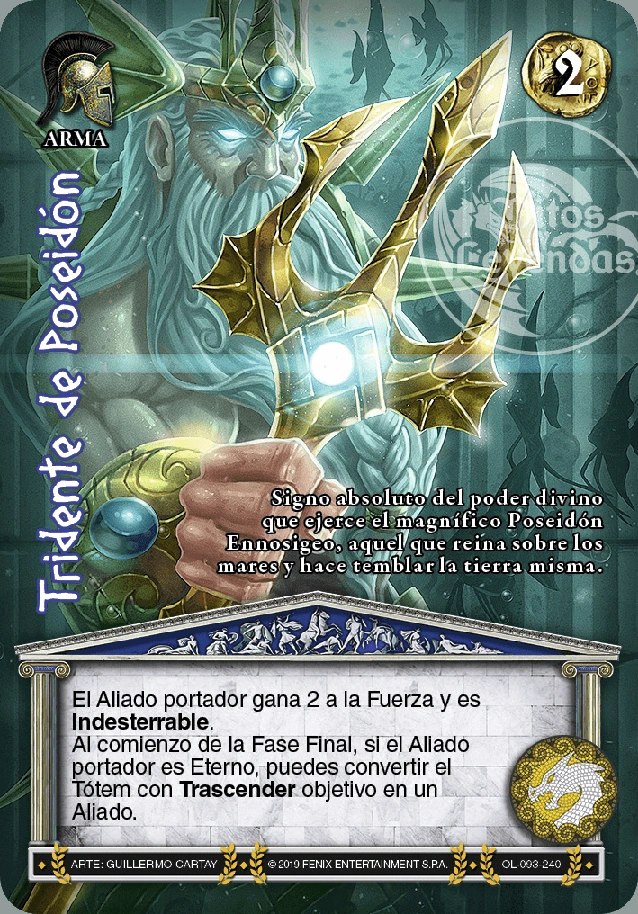 ARMA
2
Mitos
Leyendas
Tridente de Poseidón
Signo absoluto del poder divino
que ejerce el magnífico Poseidón
Ennosigeo, aquel que reina sobre los
mares y hace temblar la tierra misma.
El Aliado portador gana 2 a la Fuerza y es
Indesterrable.
Al comienzo de la Fase Final, si el Aliado
portador es Eterno, puedes convertir el
Tótem con Trascender objetivo en un
Aliado.
ARTE: GUILLERMO CARTAY
© 2019 FENIX ENTERTAINMENT S.P.A.
OL 093-240